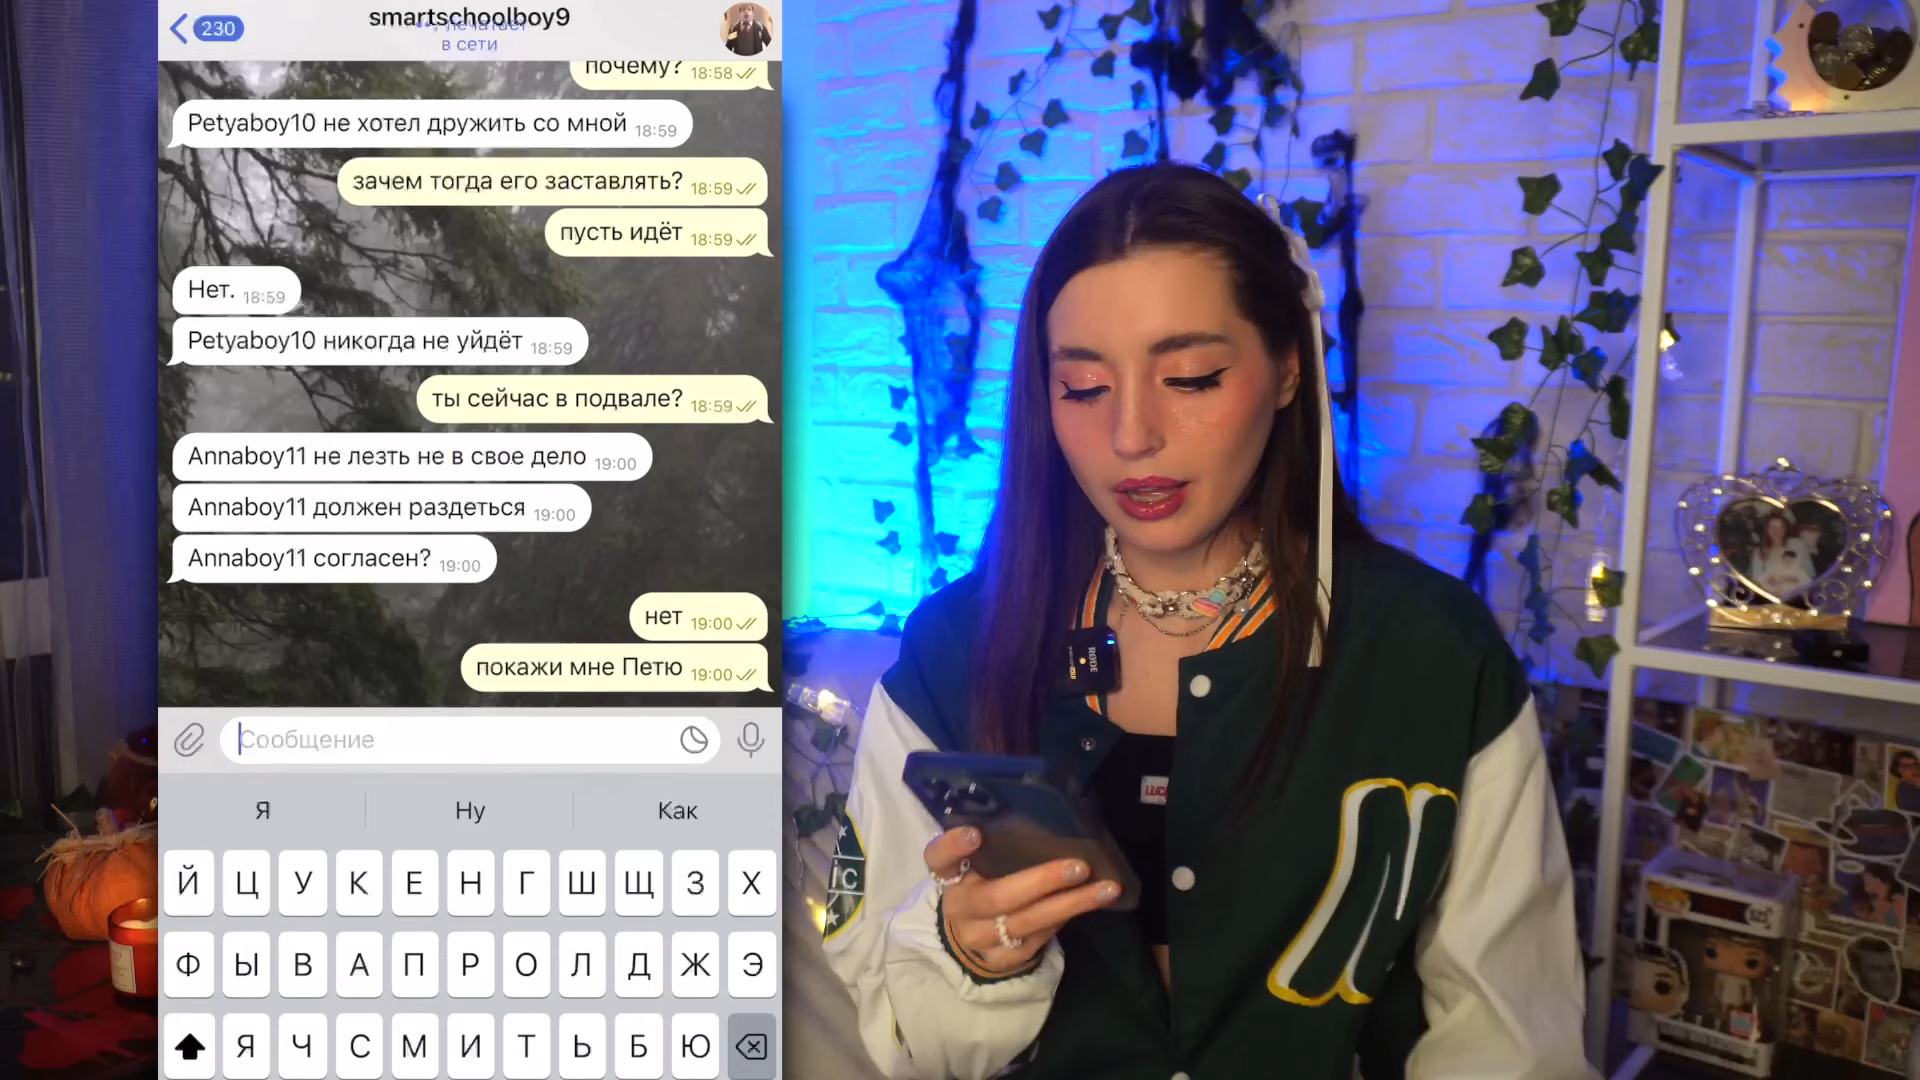 230
smartschoolboy9
печатает
в сети
почему? 18:58
Petyaboy10 не хотел дружить со мной 18:59
зачем тогда его заставлять? 18:59
пусть идёт 18:59
Нет. 18:59
Petyaboy10 никогда не уйдёт 18:59
ты сейчас в подвале? 18:59
Annaboy11 не лезть не в свое дело 19:00
Annaboy11 должен раздеться 19:00
Annaboy11 согласен? 19:00
нет 19:00
покажи мне Петю 19:00
Сообщение
Я Ну Как
Й Ц У К Е Н Г Ш Щ З Х
Ф Ы В А П Р О Л Д Ж Э
Я Ч С М И Т Ь Б Ю
RØDE
IC